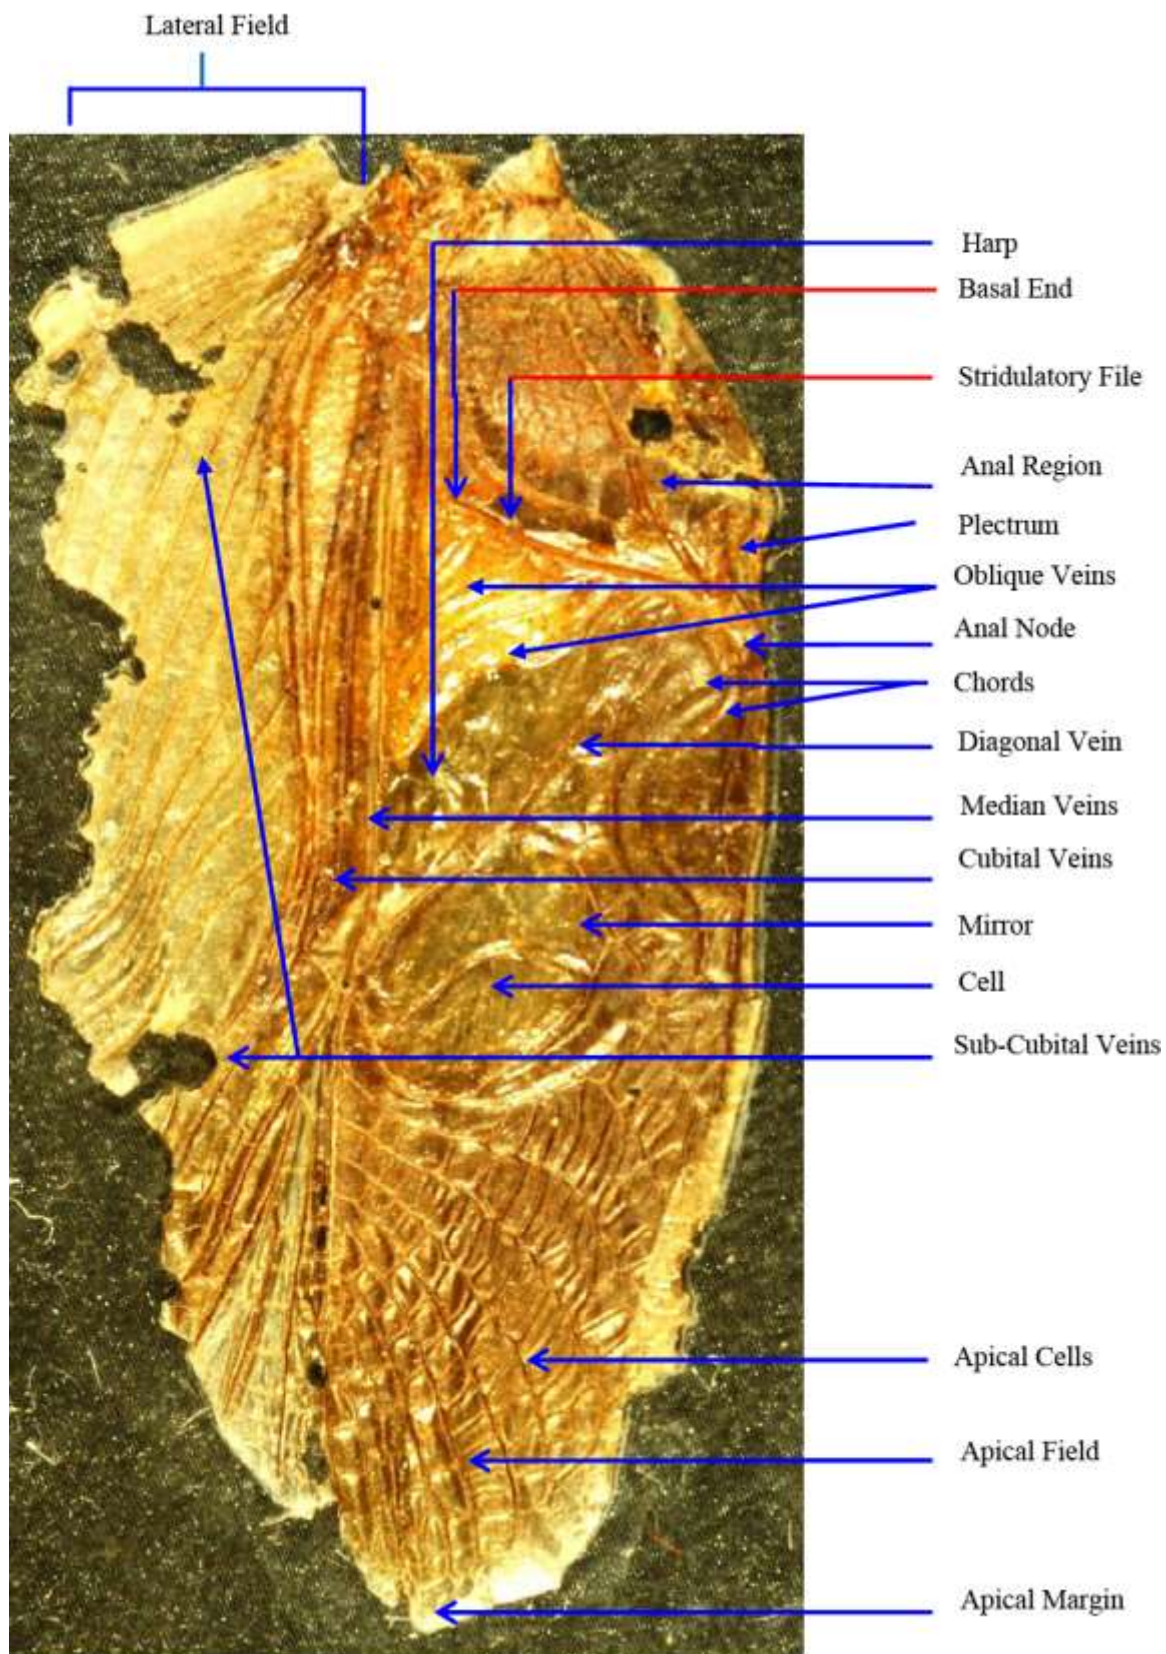 Lateral Field
Harp
Basal End
Stridulatory File
Anal Region
Plectrum
Oblique Veins
Anal Node
Chords
Diagonal Vein
Median Veins
Cubital Veins
Mirror
Cell
Sub-Cubital Veins
Apical Cells
Apical Field
Apical Margin